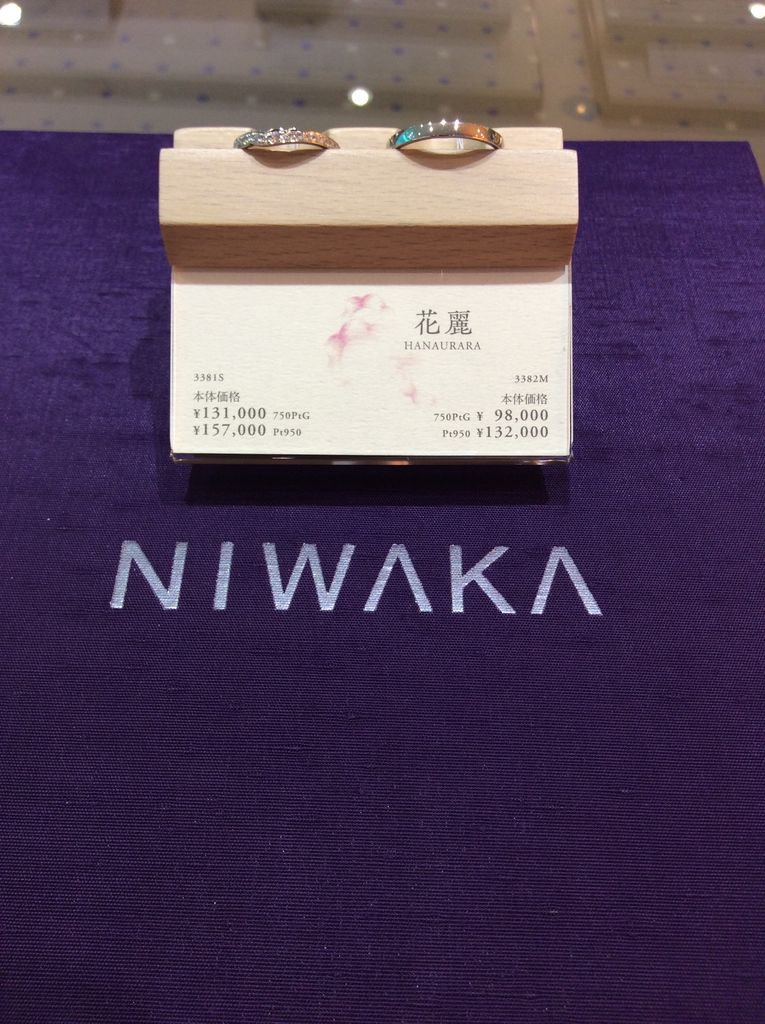 花麗
HANAURARA
3381S
本体価格
¥131,000 750PtG
¥157,000 Pt950
3382M
本体価格
750PtG ¥ 98,000
Pt950 ¥132,000
NIWAKA